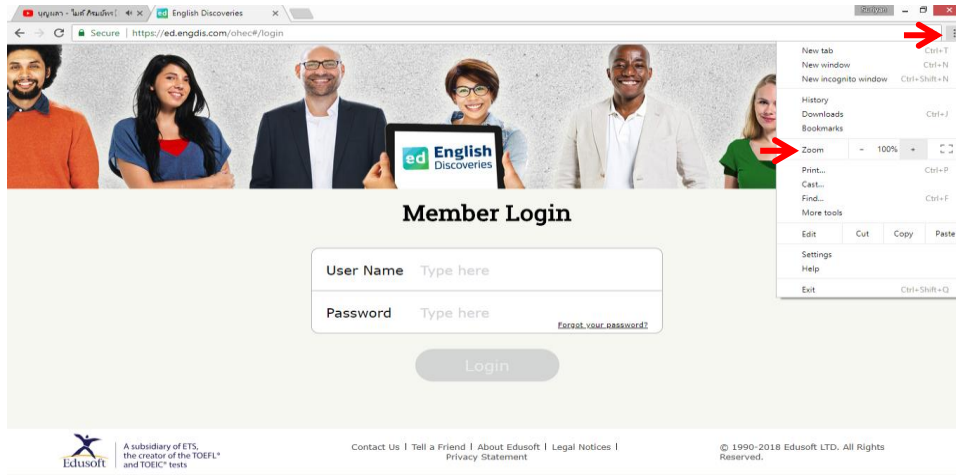 English Discoveries
Secure | https://ed.engdis.com/ohec#/login
New tab Ctrl+T
New window Ctrl+N
New incognito window Ctrl+Shift+N
History
Downloads Ctrl+J
Bookmarks
Zoom - 100% +
Print... Ctrl+P
Cast...
Find... Ctrl+F
More tools
Edit Cut Copy Paste
Settings
Help
Exit Ctrl+Shift+Q
ed English
Discoveries
Member Login
User Name Type here
Password Type here
Forgot your password?
Login
Edusoft
A subsidiary of ETS,
the creator of the TOEFL®
and TOEIC® tests
Contact Us | Tell a Friend | About Edusoft | Legal Notices |
Privacy Statement
© 1990-2018 Edusoft LTD. All Rights
Reserved.